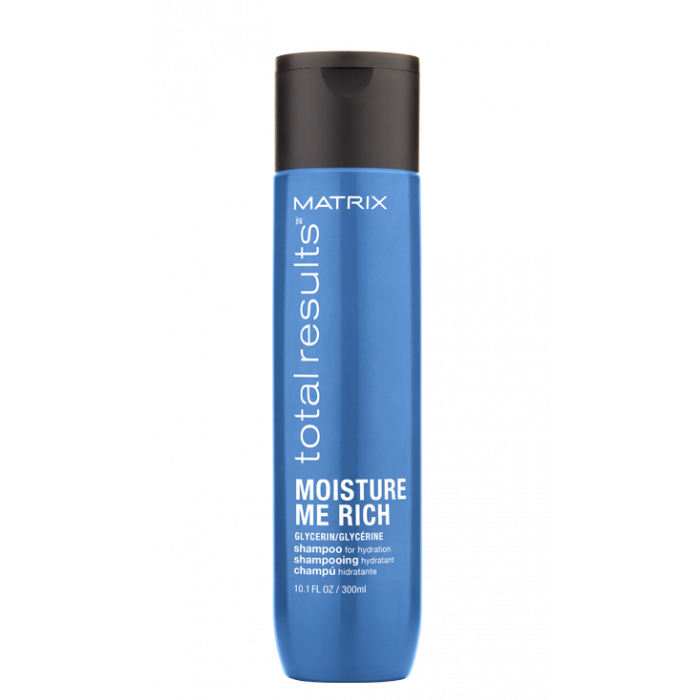 MATRIX
total results™
MOISTURE
ME RICH
GLYCERIN/GLYCÉRINE
shampoo for hydration
shampooing hydratant
champú hidratante
10.1 FL OZ / 300ml